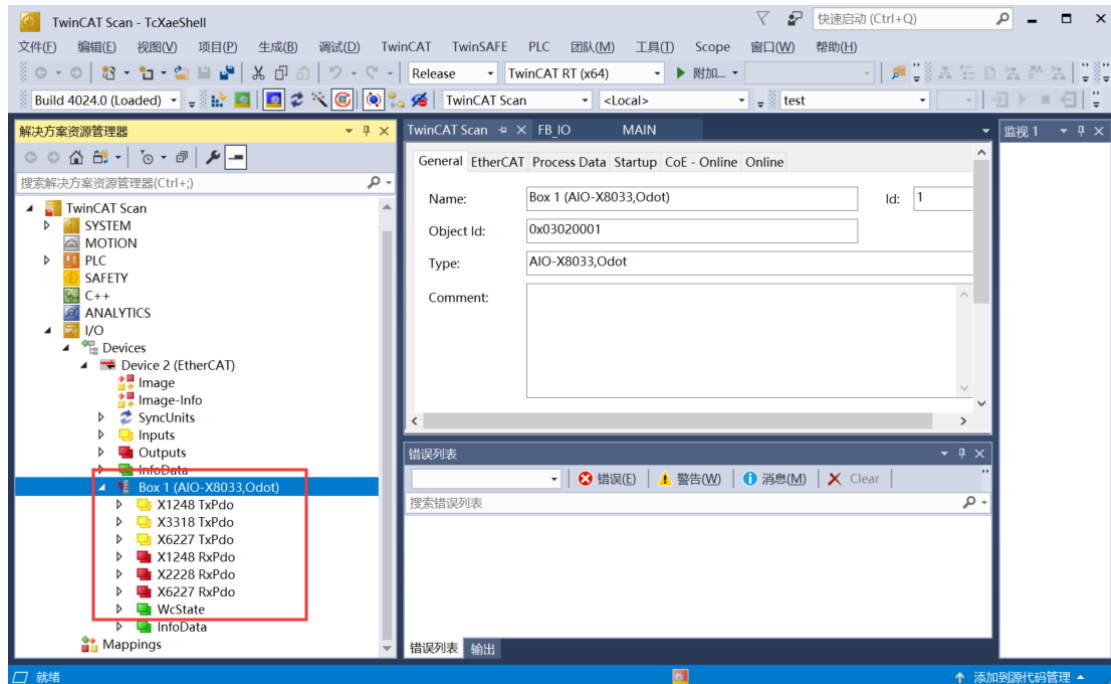 TwinCAT Scan - TcXaeShell
快速启动 (Ctrl+Q)
文件(F) 编辑(E) 视图(V) 项目(P) 生成(B) 调试(D) TwinCAT TwinSAFE PLC 团队(M) 工具(T) Scope 窗口(W) 帮助(H)
Release TwinCAT RT (x64) 附加...
Build 4024.0 (Loaded) TwinCAT Scan <Local> test
解决方案资源管理器
搜索解决方案资源管理器(Ctrl+;)
TwinCAT Scan
SYSTEM
MOTION
PLC
SAFETY
C++
ANALYTICS
I/O
Devices
Device 2 (EtherCAT)
Image
Image-Info
SyncUnits
Inputs
Outputs
InfoData
Box 1 (AIO-X8033,Odot)
X1248 TxPdo
X3318 TxPdo
X6227 TxPdo
X1248 RxPdo
X2228 RxPdo
X6227 RxPdo
WcState
InfoData
Mappings
TwinCAT Scan FB_IO MAIN
General EtherCAT Process Data Startup CoE - Online Online
Name: Box 1 (AIO-X8033,Odot) Id: 1
Object Id: 0x03020001
Type: AIO-X8033,Odot
Comment:
错误列表
错误(E) 警告(W) 消息(M) Clear
搜索错误列表
错误列表 输出
监视 1
就绪
添加到源代码管理